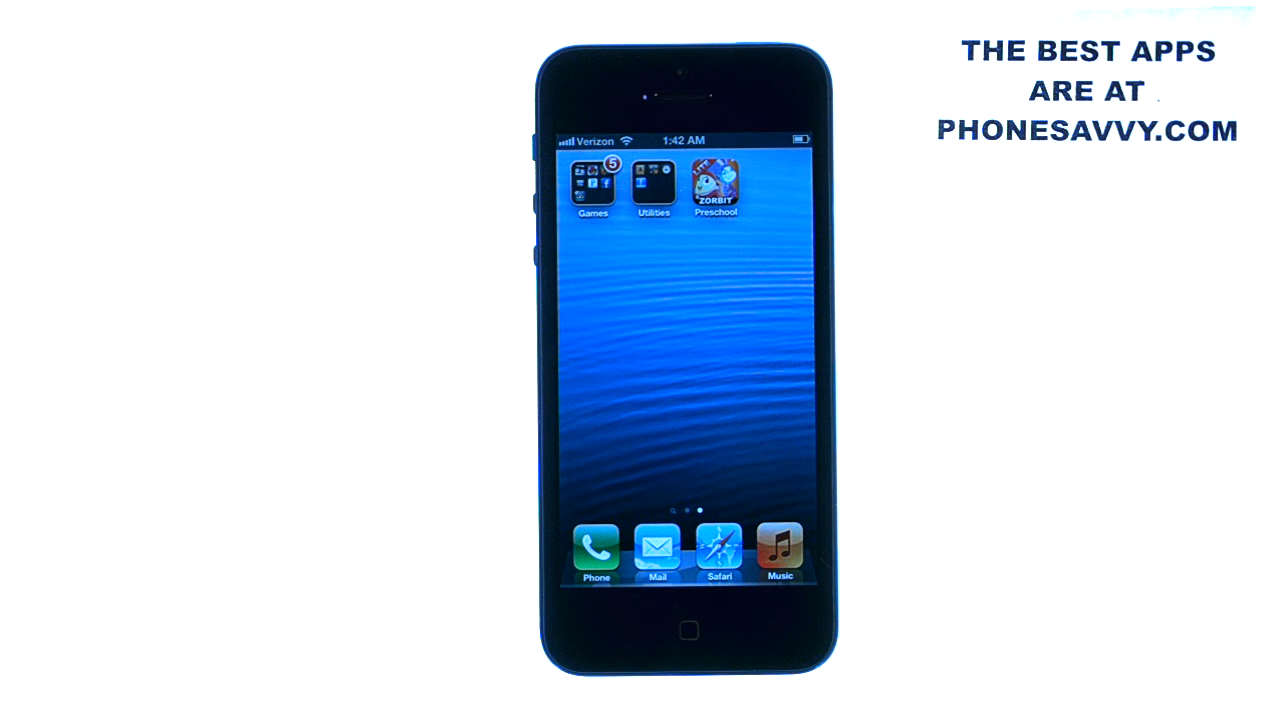 THE BEST APPS
ARE AT
PHONESAVVY.COM
Verizon 1:42 AM
5
LITE
ZORBIT
Games Utilities Preschool
Phone Mail Safari Music